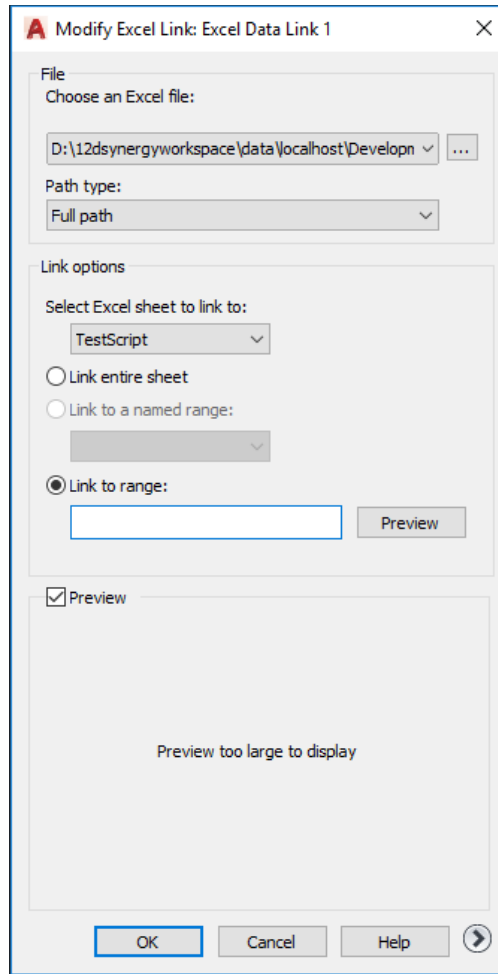 Modify Excel Link: Excel Data Link 1
File
Choose an Excel file:
D:\12dsynergyworkspace\data\localhost\Developn
...
Path type:
Full path
Link options
Select Excel sheet to link to:
TestScript
Link entire sheet
Link to a named range:
Link to range:
Preview
Preview
Preview too large to display
OK Cancel Help